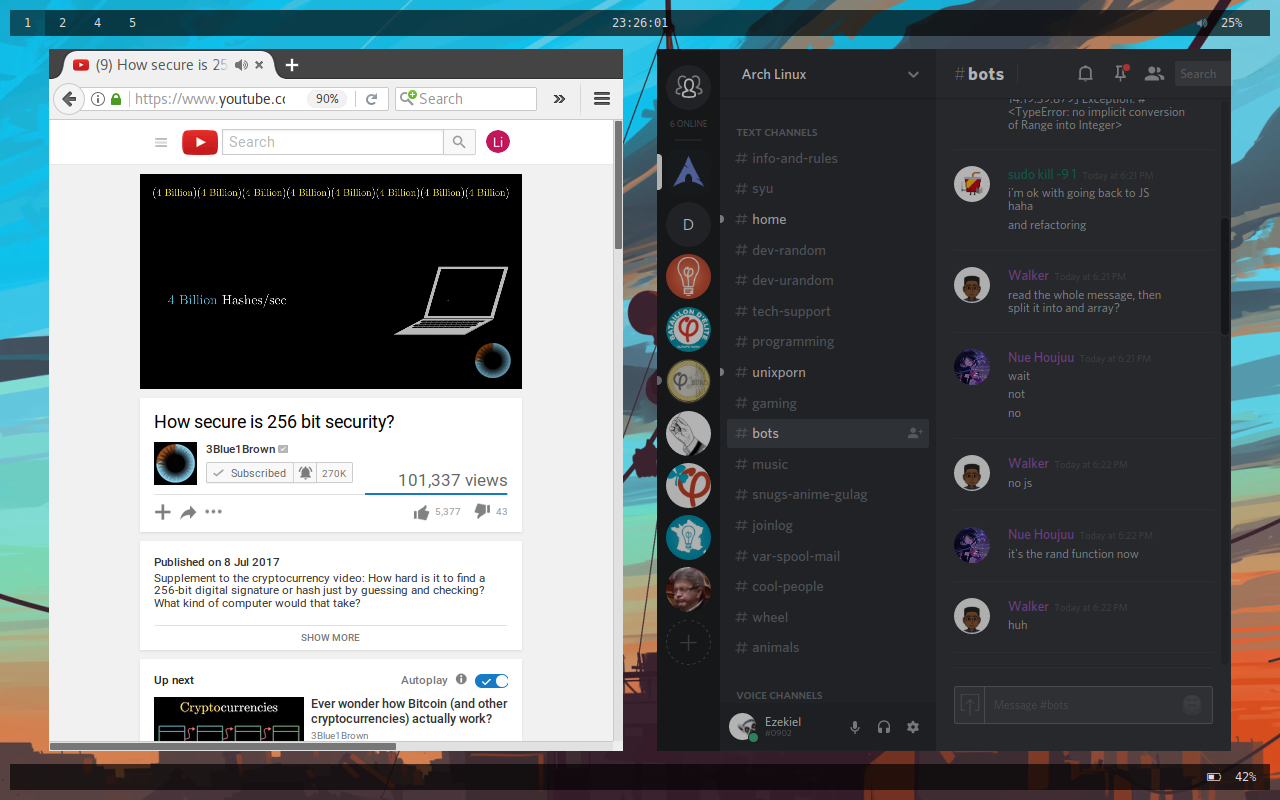 1 2 4 5
23:26:01
25%
(9) How secure is 25
https://www.youtube.co
90%
Search
Search
Li
(4 Billion)(4 Billion)(4 Billion)(4 Billion)(4 Billion)(4 Billion)(4 Billion)(4 Billion)
4 Billion Hashes/sec
How secure is 256 bit security?
3Blue1Brown
Subscribed 270K
101,337 views
5,377 43
Published on 8 Jul 2017
Supplement to the cryptocurrency video: How hard is it to find a
256-bit digital signature or hash just by guessing and checking?
What kind of computer would that take?
SHOW MORE
Up next
Autoplay
Cryptocurrencies
Ever wonder how Bitcoin (and other
cryptocurrencies) actually work?
3Blue1Brown
6 ONLINE
D
Arch Linux
TEXT CHANNELS
# info-and-rules
# syu
# home
# dev-random
# dev-urandom
# tech-support
# programming
# unixporn
# gaming
# bots
# music
# snugs-anime-gulag
# joinlog
# var-spool-mail
# cool-people
# wheel
# animals
VOICE CHANNELS
Ezekiel
#0902
#bots
Search
14:19:39.879] Exception: #
<TypeError: no implicit conversion
of Range into Integer>
sudo kill -9 1 Today at 6:21 PM
i'm ok with going back to JS
haha
and refactoring
Walker Today at 6:21 PM
read the whole message, then
split it into and array?
Nue Houjuu Today at 6:21 PM
wait
not
no
Walker Today at 6:22 PM
no js
Nue Houjuu Today at 6:22 PM
it's the rand function now
Walker Today at 6:22 PM
huh
Message #bots
42%